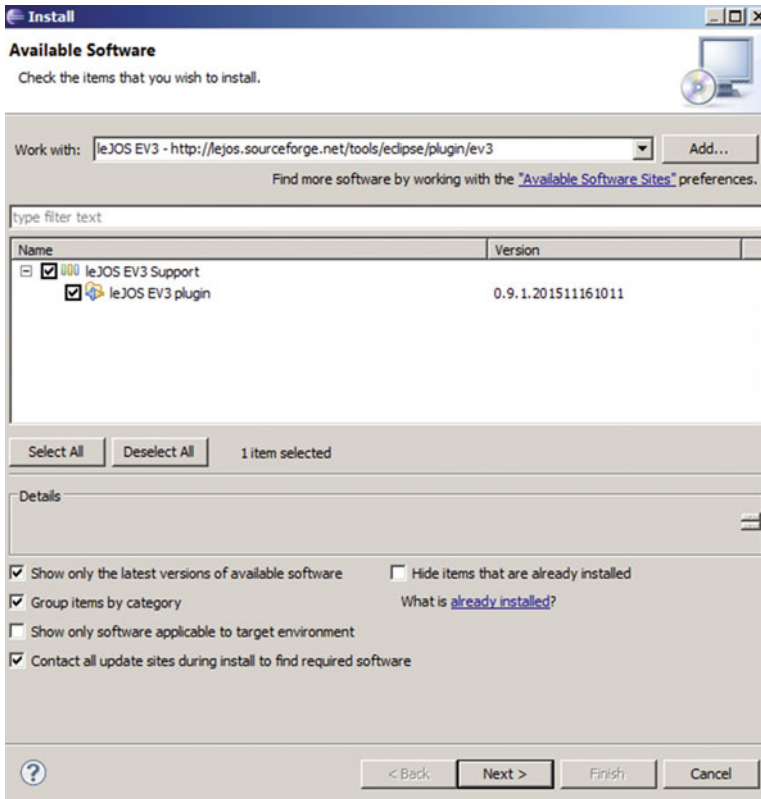 Install
Available Software
Check the items that you wish to install.
Work with: leJOS EV3 - http://lejos.sourceforge.net/tools/eclipse/plugin/ev3 Add...
Find more software by working with the "Available Software Sites" preferences.
type filter text
Name Version
leJOS EV3 Support
leJOS EV3 plugin 0.9.1.201511161011
Select All Deselect All 1 item selected
Details
Show only the latest versions of available software Hide items that are already installed
Group items by category What is already installed?
Show only software applicable to target environment
Contact all update sites during install to find required software
? < Back Next > Finish Cancel